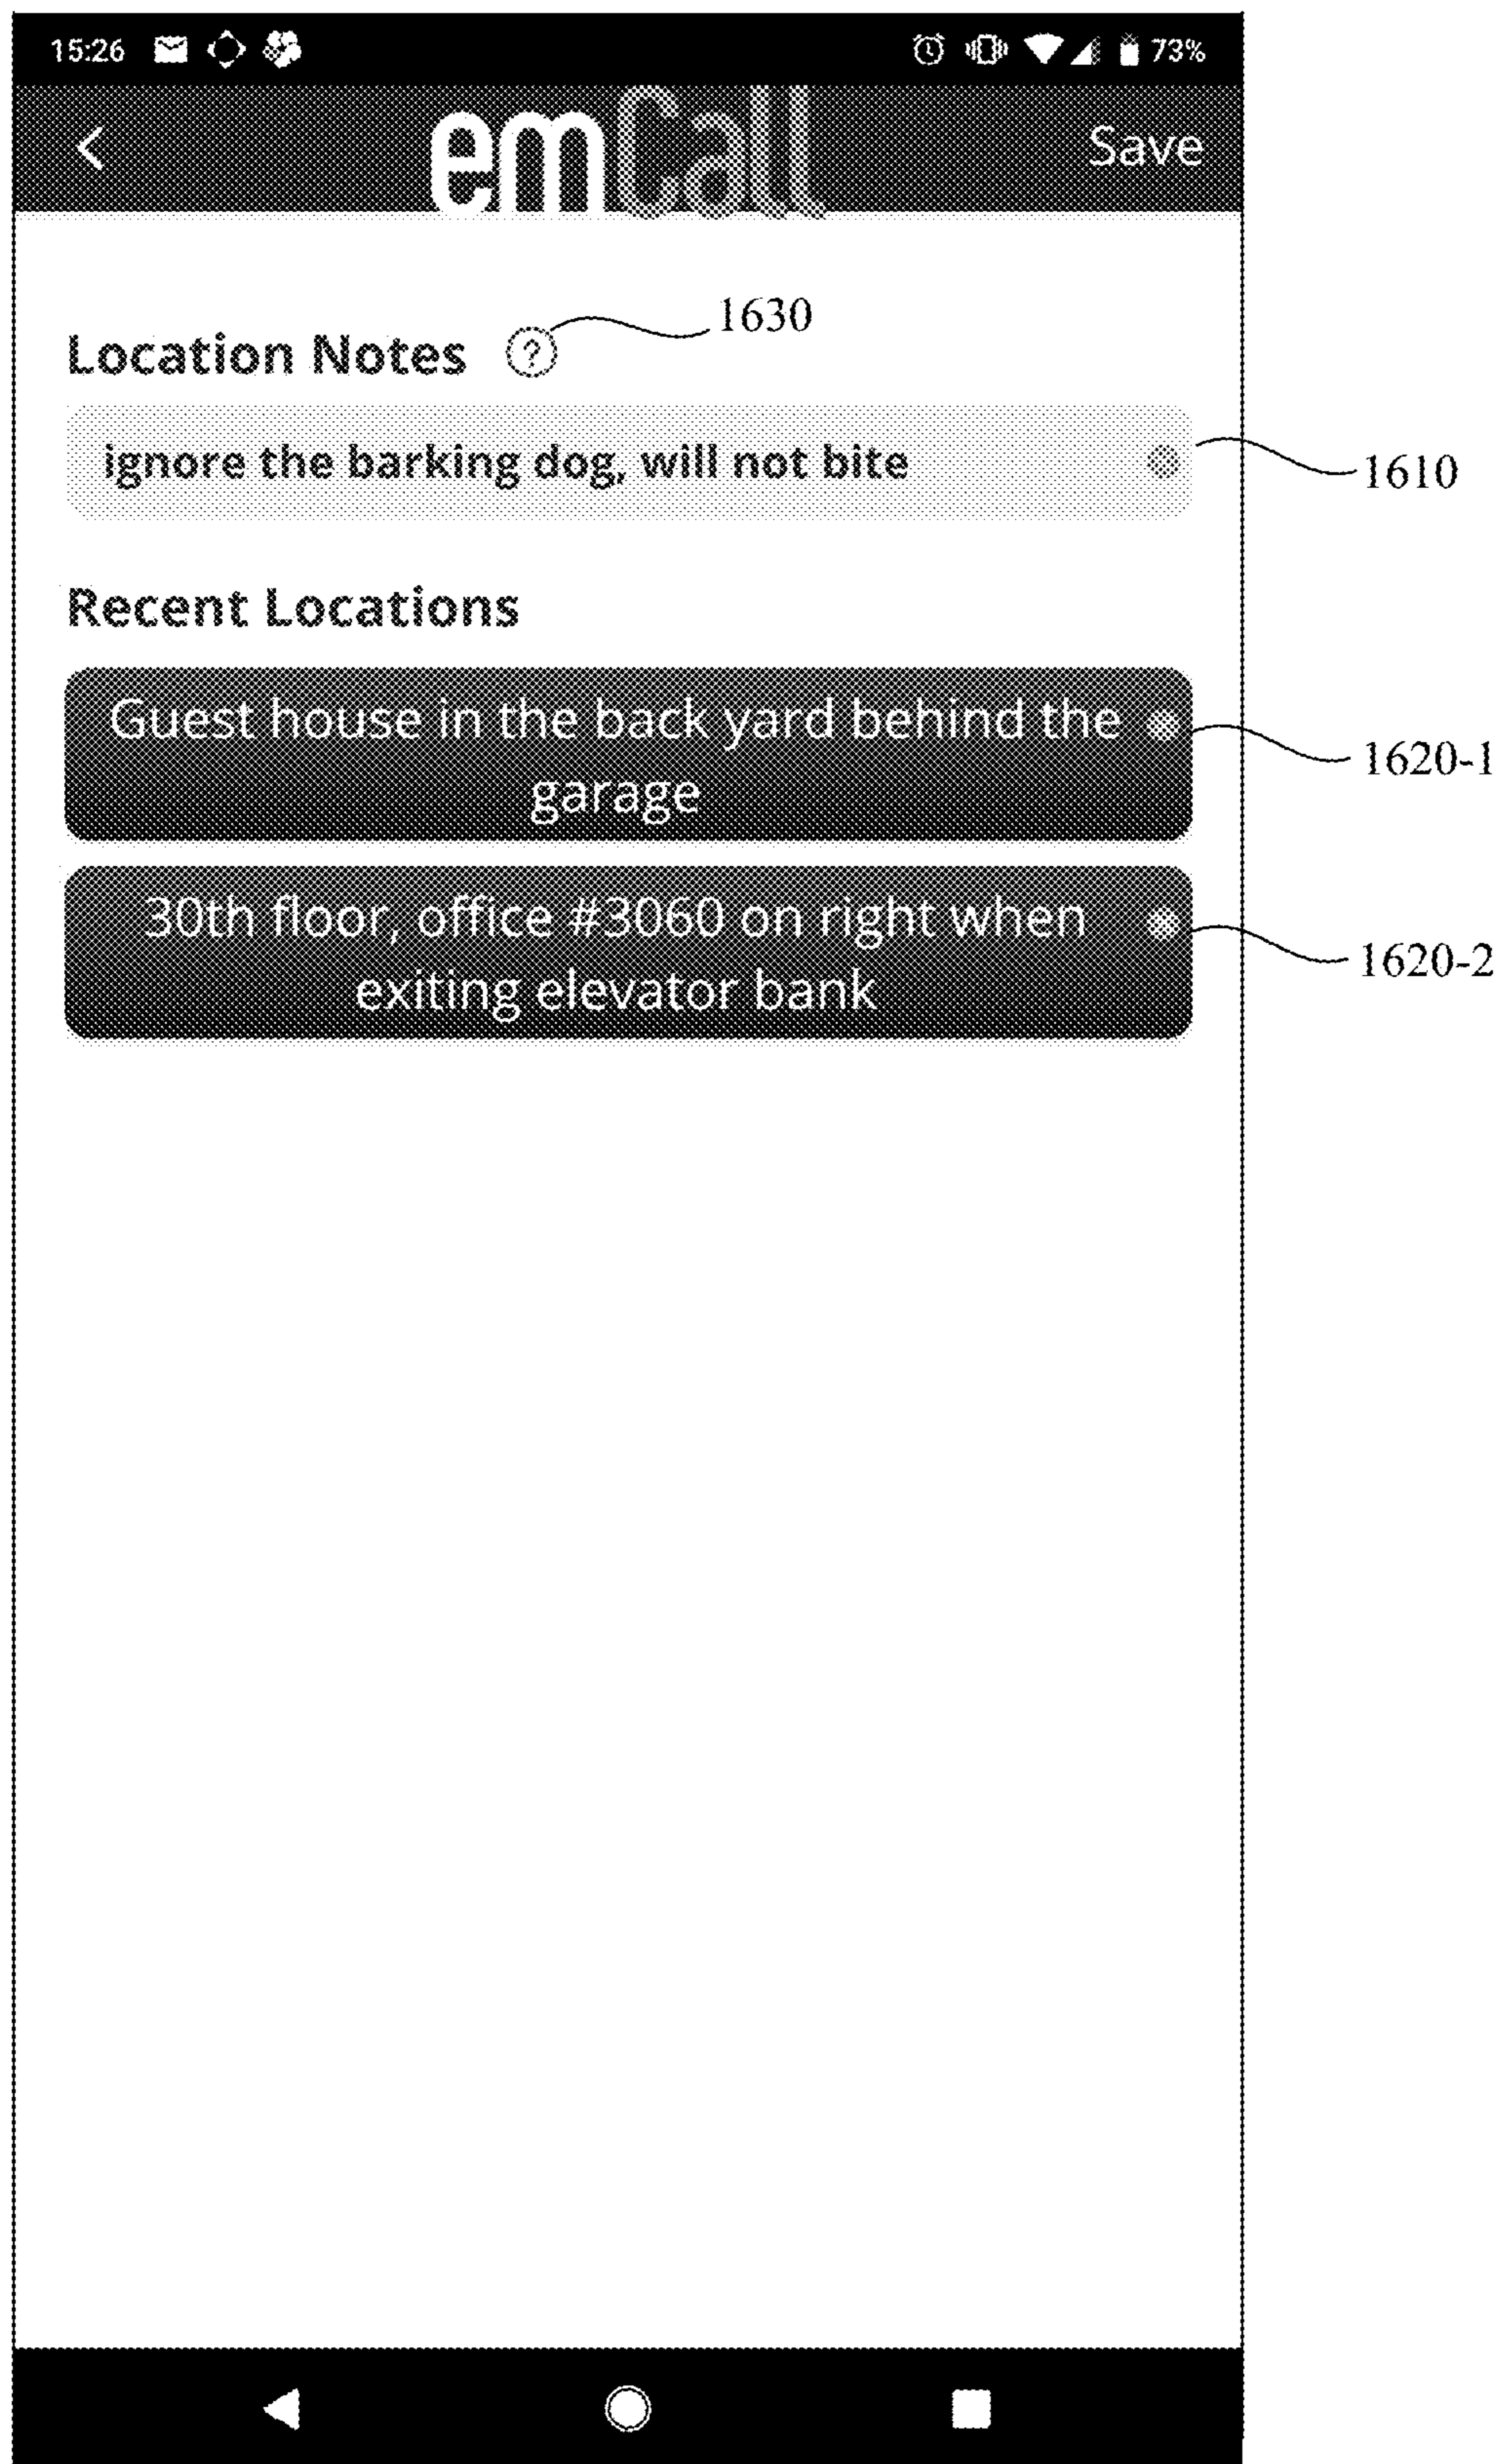 15:26 73%
emCall Save
1630
Location Notes ?
ignore the barking dog, will not bite
1610
Recent Locations
Guest house in the back yard behind the
garage
1620-1
30th floor, office #3060 on right when
exiting elevator bank
1620-2